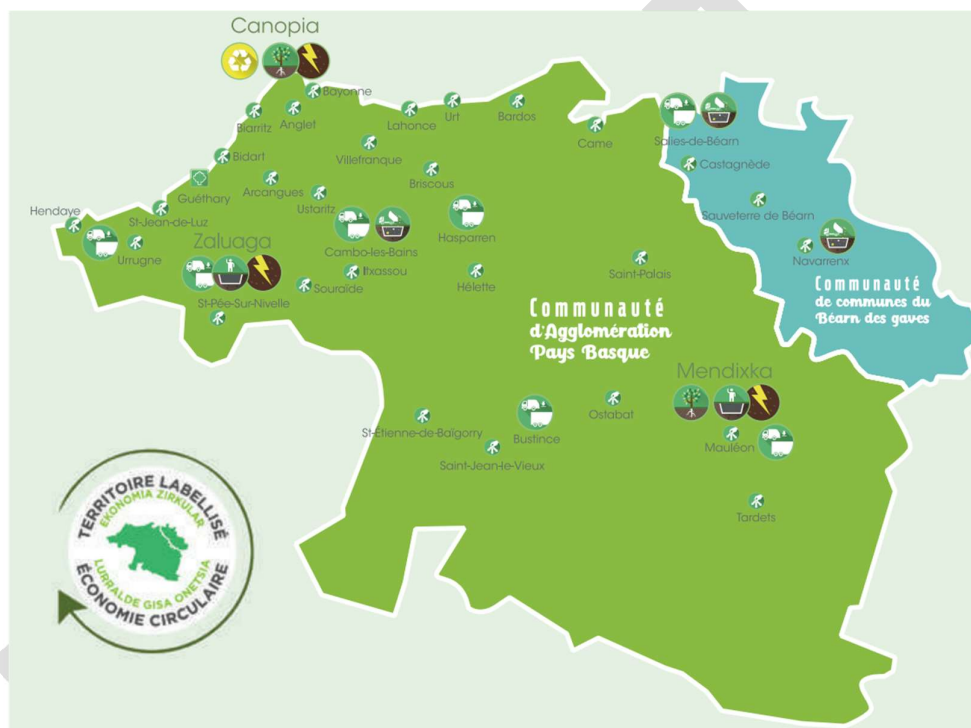 Canopia
Bayonne
Biarritz
Anglet
Lahonce
Urt
Bardos
Came
Salies-de-Béarn
Villefranque
Bidart
Castagnède
Briscous
Arcangues
Guéthary
Ustaritz
Hendaye
St-Jean-de-Luz
Sauveterre de Béarn
Hasparren
Zaluaga
Cambo-les-Bains
Urrugne
Navarrenx
Saint-Palais
Itxassou
Souraïde
Hélette
St-Pée-Sur-Nivelle
Communauté
de communes du
Béarn des gaves
Communauté
d'Agglomération
Pays Basque
Mendixka
Ostabat
St-Étienne-de-Baïgorry
Bustince
Mauléon
Saint-Jean-le-Vieux
Tardets
TERRITOIRE LABELLISÉ
EKONOMIA ZIRKULAR
LURRALDE GISA ONETSIA
ÉCONOMIE CIRCULAIRE